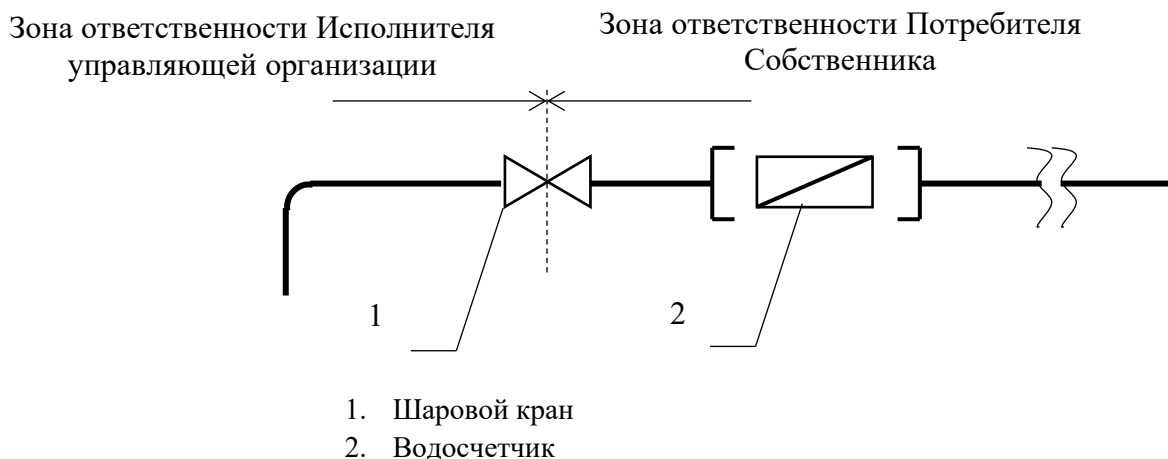 Зона ответственности Исполнителя
управляющей организации
Зона ответственности Потребителя
Собственника
1
2
1. Шаровой кран
2. Водосчетчик